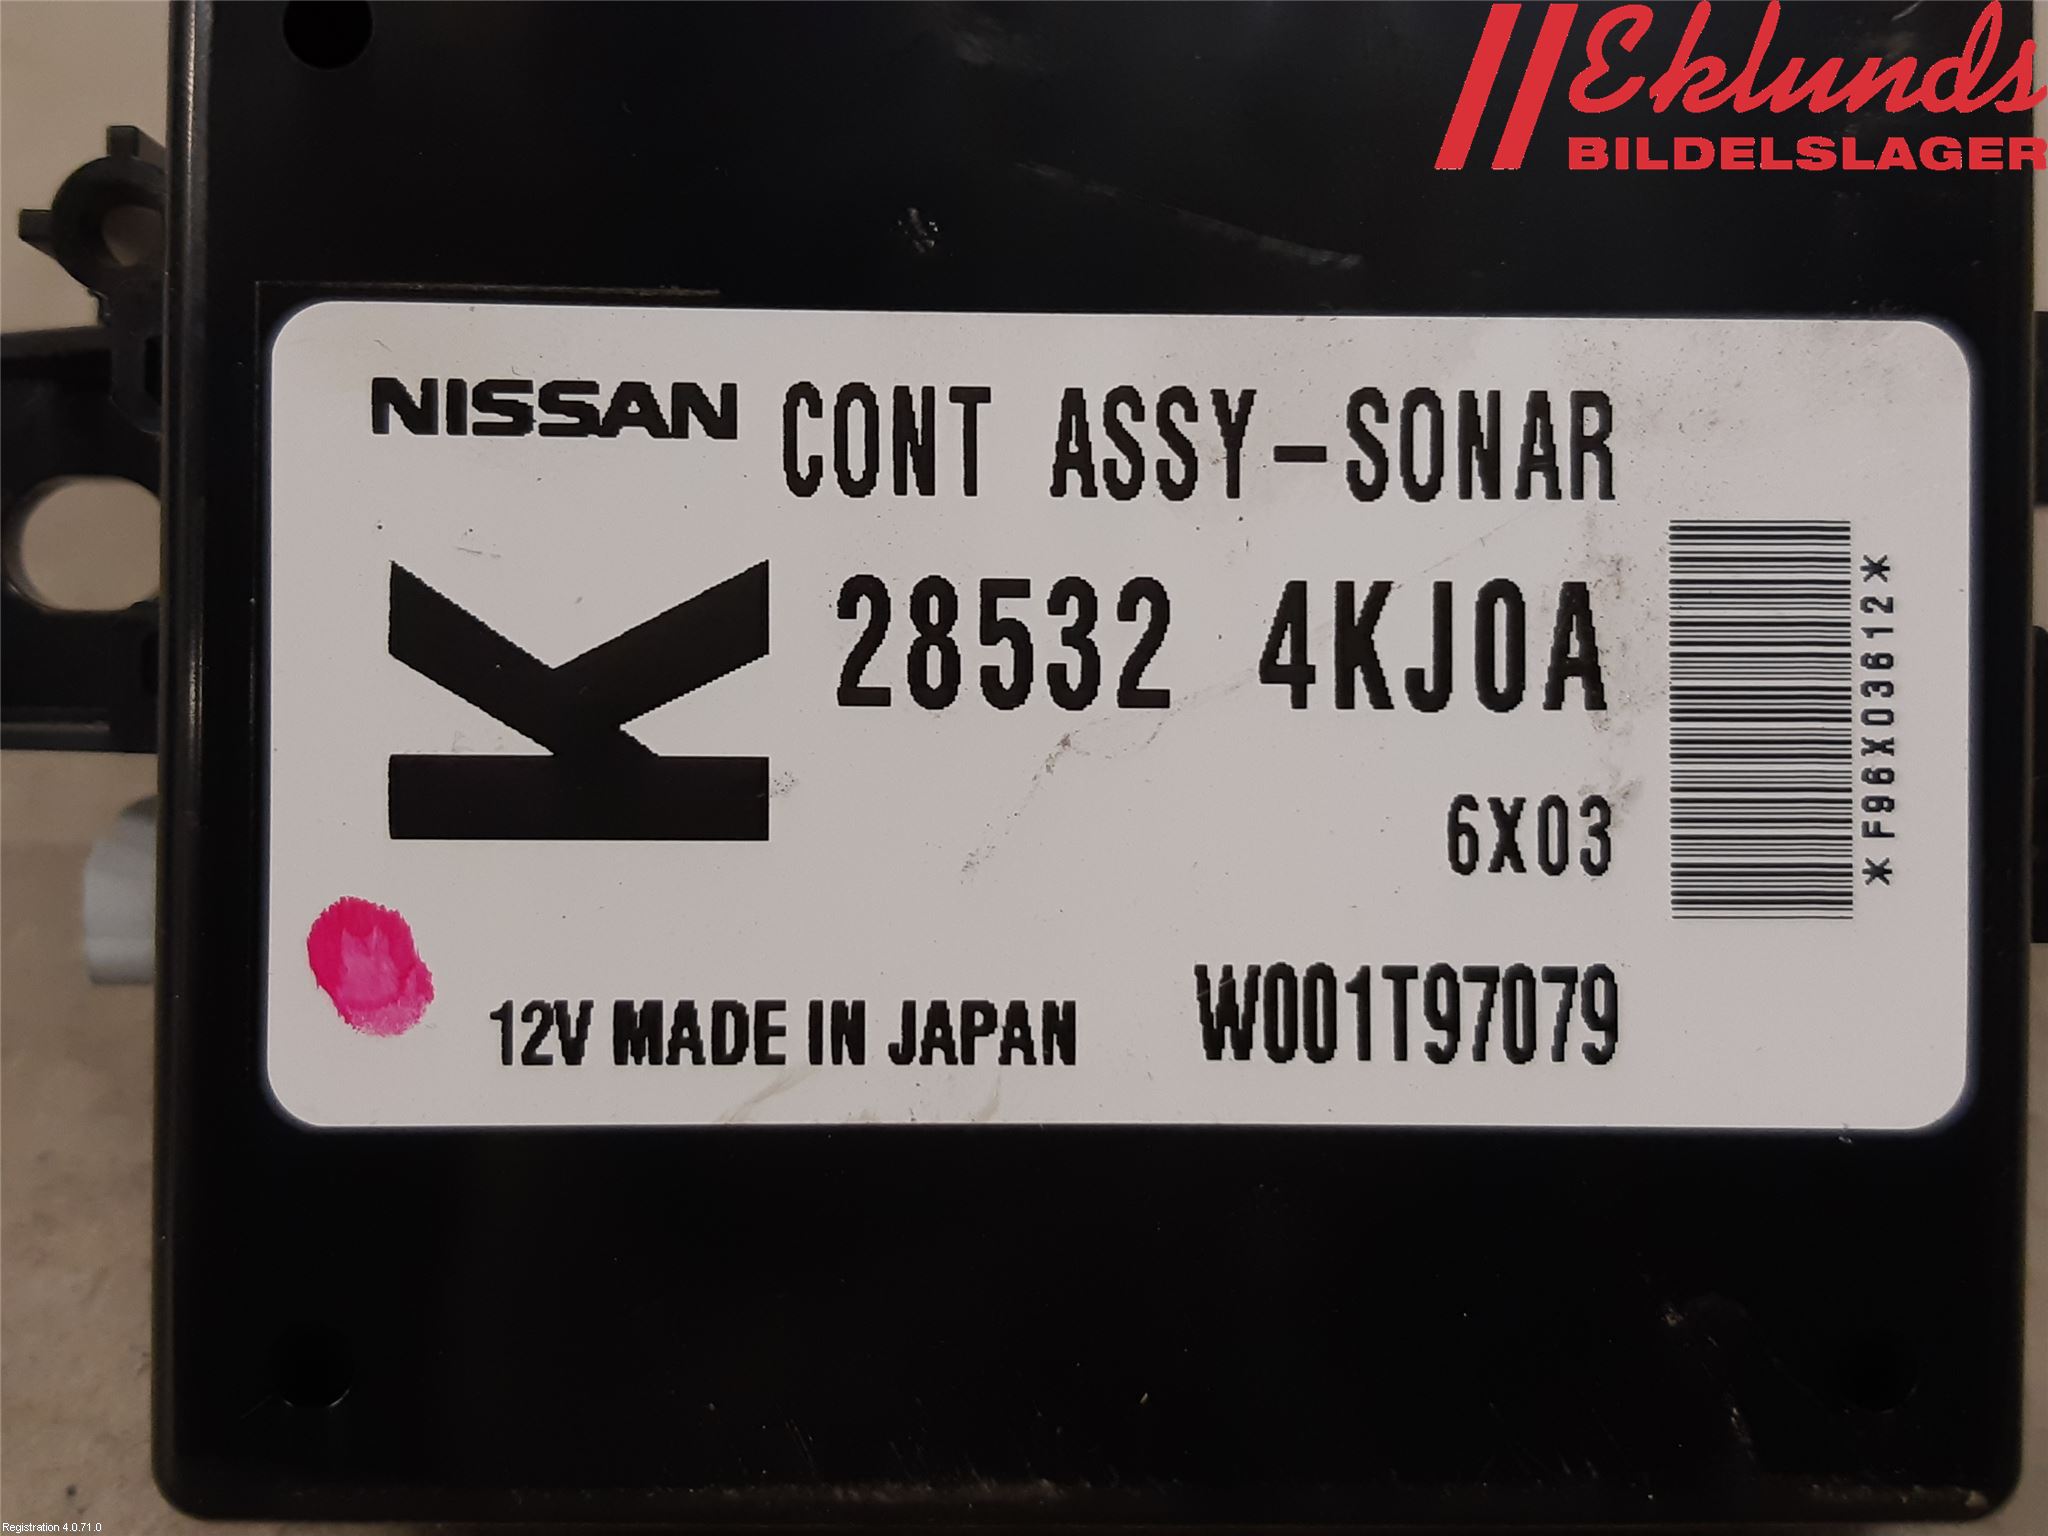 Eklunds
BILDELSLAGER
NISSAN CONT ASSY-SONAR
K
28532 4KJ0A
6X03
*F96X03612*
12V MADE IN JAPAN
W001T97079
Registration 4.0.71.0